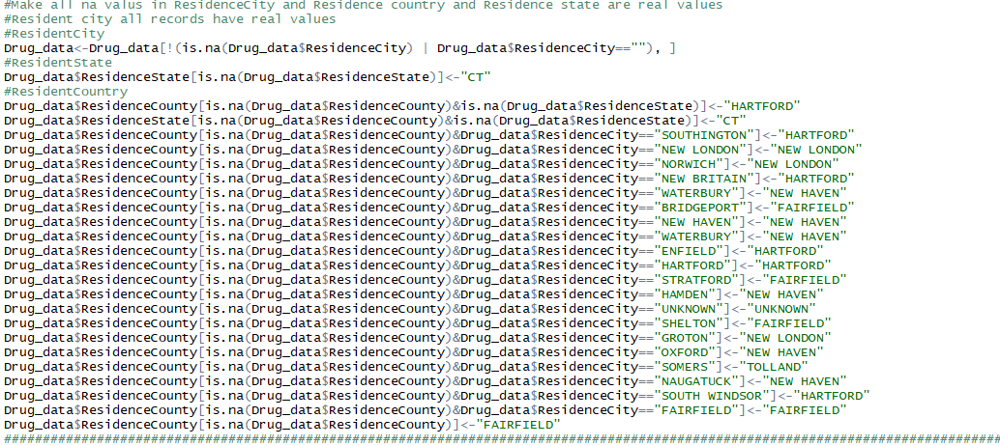 #Make all na valus in ResidenceCity and Residence country and Residence state are real values
#Resident city all records have real values
#ResidentCity
Drug_data<-Drug_data[!(is.na(Drug_data$ResidenceCity) | Drug_data$ResidenceCity==""), ]
#ResidentState
Drug_data$ResidenceState[is.na(Drug_data$ResidenceState)]<-"CT"
#ResidentCountry
Drug_data$ResidenceCounty[is.na(Drug_data$ResidenceCounty)&is.na(Drug_data$ResidenceState)]<-"HARTFORD"
Drug_data$ResidenceState[is.na(Drug_data$ResidenceCounty)&is.na(Drug_data$ResidenceState)]<-"CT"
Drug_data$ResidenceCounty[is.na(Drug_data$ResidenceCounty)&Drug_data$ResidenceCity=="SOUTHINGTON"]<-"HARTFORD"
Drug_data$ResidenceCounty[is.na(Drug_data$ResidenceCounty)&Drug_data$ResidenceCity=="NEW LONDON"]<-"NEW LONDON"
Drug_data$ResidenceCounty[is.na(Drug_data$ResidenceCounty)&Drug_data$ResidenceCity=="NORWICH"]<-"NEW LONDON"
Drug_data$ResidenceCounty[is.na(Drug_data$ResidenceCounty)&Drug_data$ResidenceCity=="NEW BRITAIN"]<-"HARTFORD"
Drug_data$ResidenceCounty[is.na(Drug_data$ResidenceCounty)&Drug_data$ResidenceCity=="WATERBURY"]<-"NEW HAVEN"
Drug_data$ResidenceCounty[is.na(Drug_data$ResidenceCounty)&Drug_data$ResidenceCity=="BRIDGEPORT"]<-"FAIRFIELD"
Drug_data$ResidenceCounty[is.na(Drug_data$ResidenceCounty)&Drug_data$ResidenceCity=="NEW HAVEN"]<-"NEW HAVEN"
Drug_data$ResidenceCounty[is.na(Drug_data$ResidenceCounty)&Drug_data$ResidenceCity=="WATERBURY"]<-"NEW HAVEN"
Drug_data$ResidenceCounty[is.na(Drug_data$ResidenceCounty)&Drug_data$ResidenceCity=="ENFIELD"]<-"HARTFORD"
Drug_data$ResidenceCounty[is.na(Drug_data$ResidenceCounty)&Drug_data$ResidenceCity=="HARTFORD"]<-"HARTFORD"
Drug_data$ResidenceCounty[is.na(Drug_data$ResidenceCounty)&Drug_data$ResidenceCity=="STRATFORD"]<-"FAIRFIELD"
Drug_data$ResidenceCounty[is.na(Drug_data$ResidenceCounty)&Drug_data$ResidenceCity=="HAMDEN"]<-"NEW HAVEN"
Drug_data$ResidenceCounty[is.na(Drug_data$ResidenceCounty)&Drug_data$ResidenceCity=="UNKNOWN"]<-"UNKNOWN"
Drug_data$ResidenceCounty[is.na(Drug_data$ResidenceCounty)&Drug_data$ResidenceCity=="SHELTON"]<-"FAIRFIELD"
Drug_data$ResidenceCounty[is.na(Drug_data$ResidenceCounty)&Drug_data$ResidenceCity=="GROTON"]<-"NEW LONDON"
Drug_data$ResidenceCounty[is.na(Drug_data$ResidenceCounty)&Drug_data$ResidenceCity=="OXFORD"]<-"NEW HAVEN"
Drug_data$ResidenceCounty[is.na(Drug_data$ResidenceCounty)&Drug_data$ResidenceCity=="SOMERS"]<-"TOLLAND"
Drug_data$ResidenceCounty[is.na(Drug_data$ResidenceCounty)&Drug_data$ResidenceCity=="NAUGATUCK"]<-"NEW HAVEN"
Drug_data$ResidenceCounty[is.na(Drug_data$ResidenceCounty)&Drug_data$ResidenceCity=="SOUTH WINDSOR"]<-"HARTFORD"
Drug_data$ResidenceCounty[is.na(Drug_data$ResidenceCounty)&Drug_data$ResidenceCity=="FAIRFIELD"]<-"FAIRFIELD"
Drug_data$ResidenceCounty[is.na(Drug_data$ResidenceCounty)]<-"FAIRFIELD"
################################################################################################################################